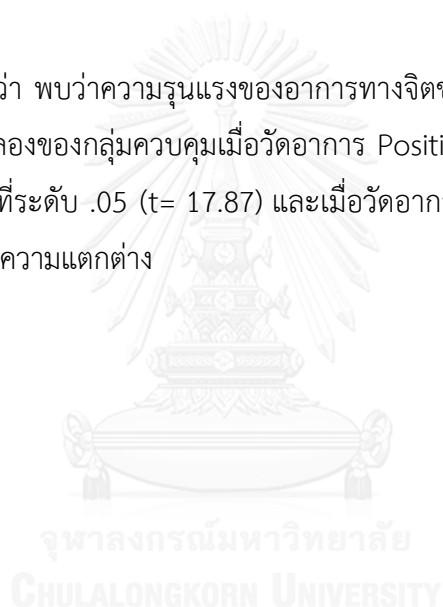 ว่า พบว่าความรุนแรงของอาการทางจิต
ลองของกลุ่มควบคุมเมื่อวัดอาการ Positi
ที่ระดับ .05 (t= 17.87) และเมื่อวัดอาก
ความแตกต่าง
จุฬาลงกรณ์มหาวิทยาลัย
CHULALONGKORN UNIVERSITY